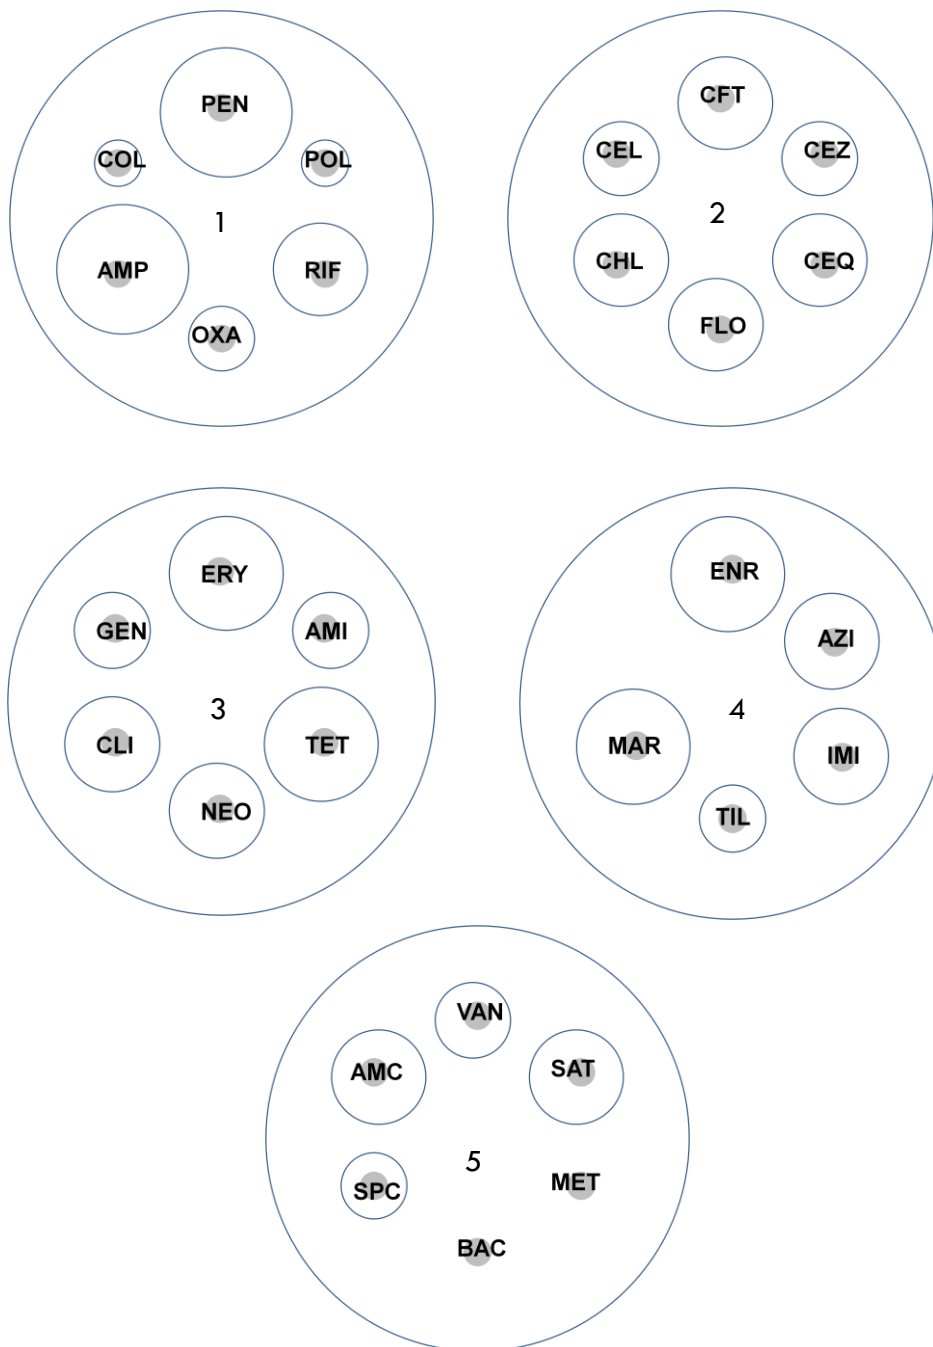 PEN
COL
POL
1
AMP
RIF
OXA
CFT
CEL
CEZ
2
CHL
CEQ
FLO
ERY
GEN
AMI
3
CLI
TET
NEO
ENR
AZI
4
MAR
IMI
TIL
VAN
AMC
SAT
5
SPC
MET
BAC